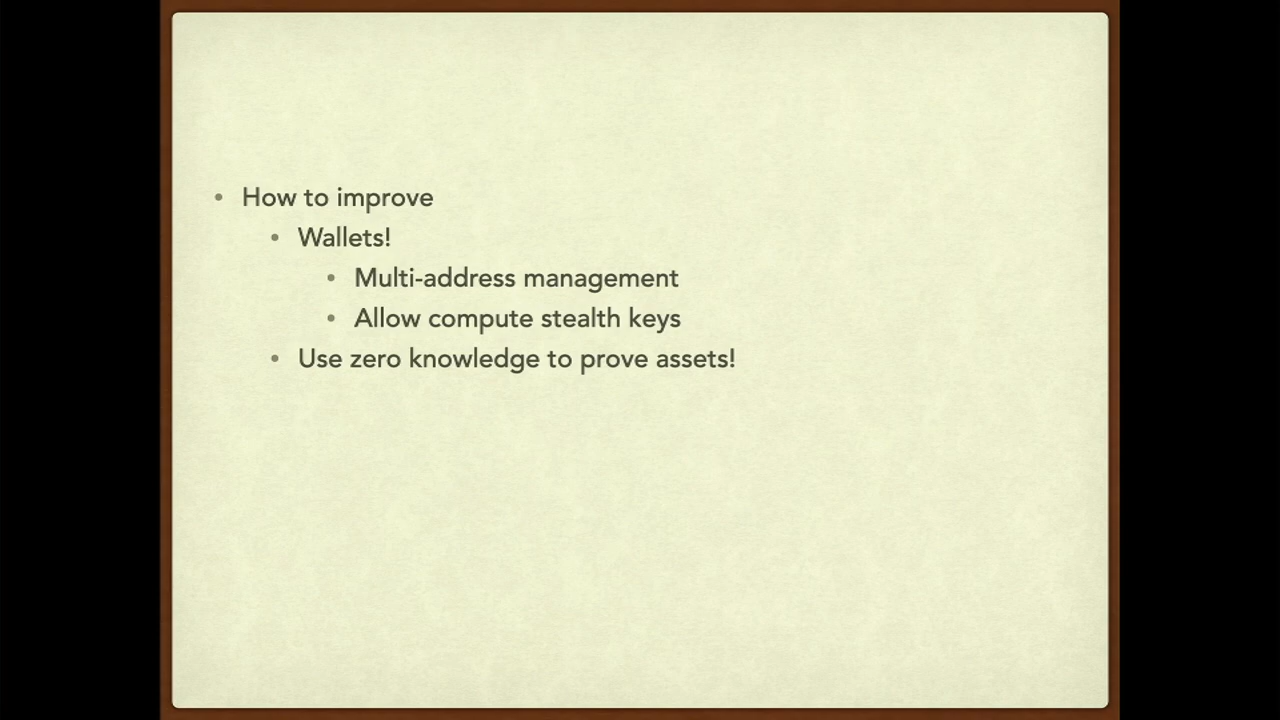 • How to improve
• Wallets!
• Multi-address management
• Allow compute stealth keys
• Use zero knowledge to prove assets!